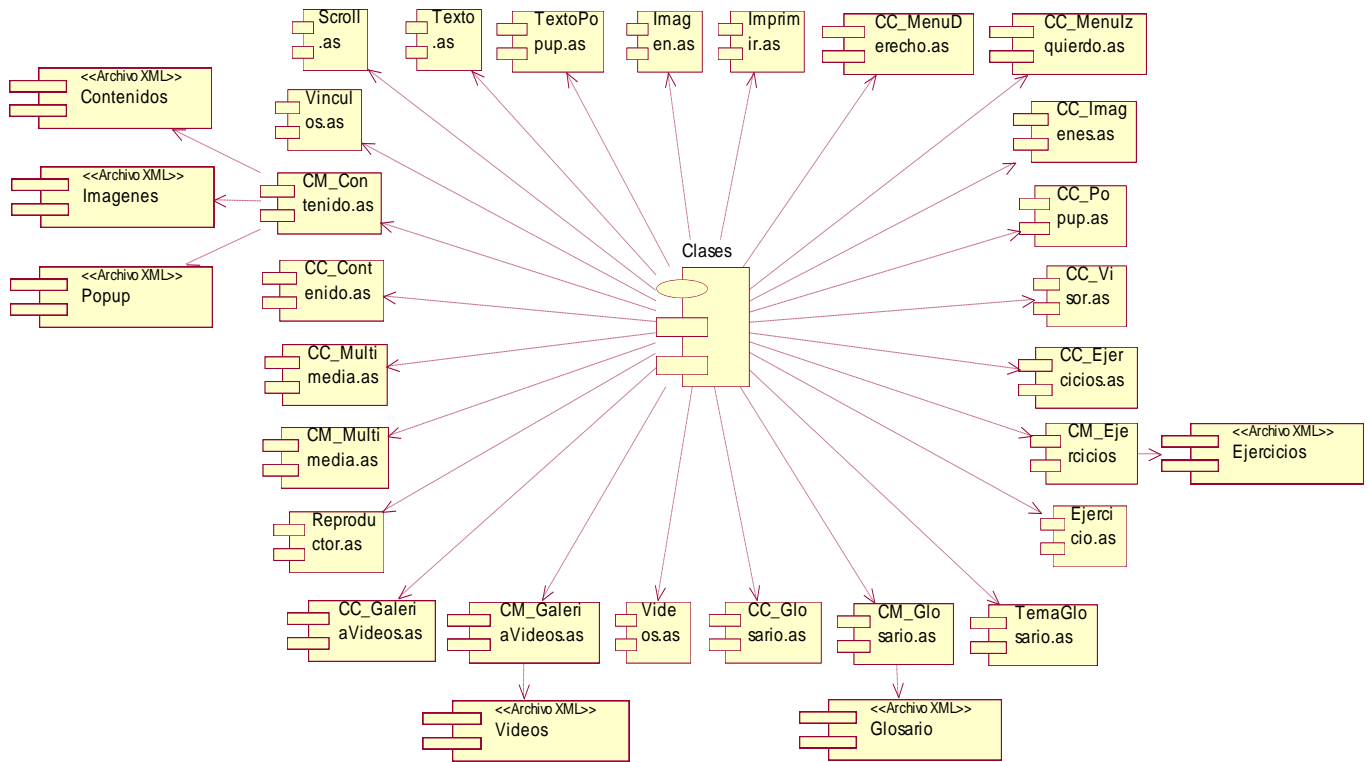 Scroll
.as
Texto
.as
TextoPo
pup.as
Imag
en.as
Imprim
ir.as
CC_MenuD
erecho.as
CC_MenuIz
quierdo.as
<<Archivo XML>>
Contenidos
Vincul
os.as
CC_Imag
enes.as
<<Archivo XML>>
Imagenes
CM_Con
tenido.as
CC_Po
pup.as
Clases
<<Archivo XML>>
Popup
CC_Cont
enido.as
CC_Vi
sor.as
CC_Multi
media.as
CC_Ejer
cicios.as
CM_Multi
media.as
CM_Eje
rcicios
<<Archivo XML>>
Ejercicios
Reprodu
ctor.as
Ejerci
cio.as
CC_Galeri
aVideos.as
CM_Galeri
aVideos.as
Vide
os.as
CC_Glo
sario.as
CM_Glo
sario.as
TemaGlo
sario.as
<<Archivo XML>>
Videos
<<Archivo XML>>
Glosario